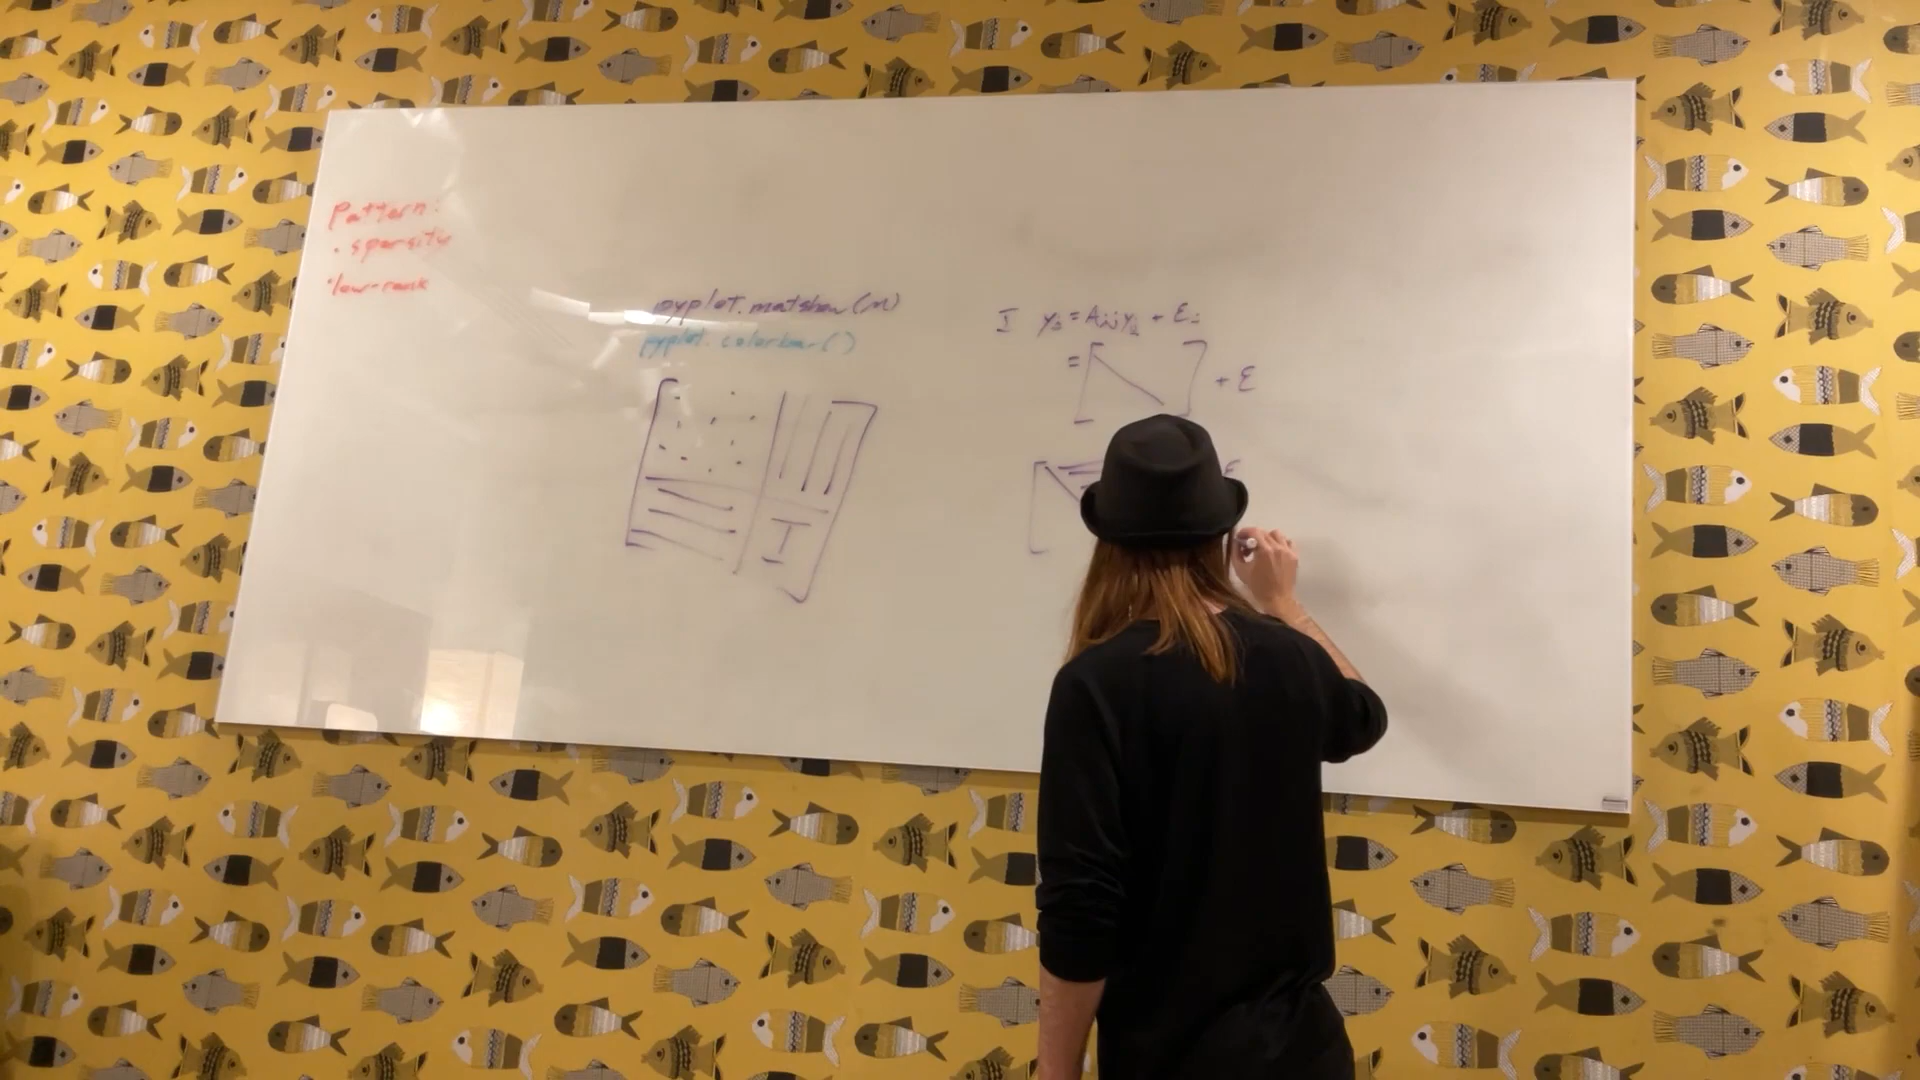 Pattern:
· sparsity
· low-rank
pyplot.matshow(m)
pyplot.colorbar()
I
I
= + ε
ε